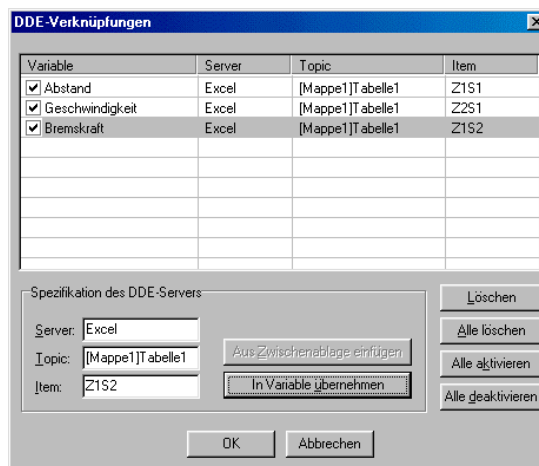 DDE-Verknüpfungen
Variable Server Topic Item
Abstand Excel [Mappe1]Tabelle1 Z1S1
Geschwindigkeit Excel [Mappe1]Tabelle1 Z2S1
Bremskraft Excel [Mappe1]Tabelle1 Z1S2
Spezifikation des DDE-Servers
Server: Excel
Topic: [Mappe1]Tabelle1
Item: Z1S2
Aus Zwischenablage einfügen
In Variable übernehmen
Löschen
Alle löschen
Alle aktivieren
Alle deaktivieren
OK Abbrechen